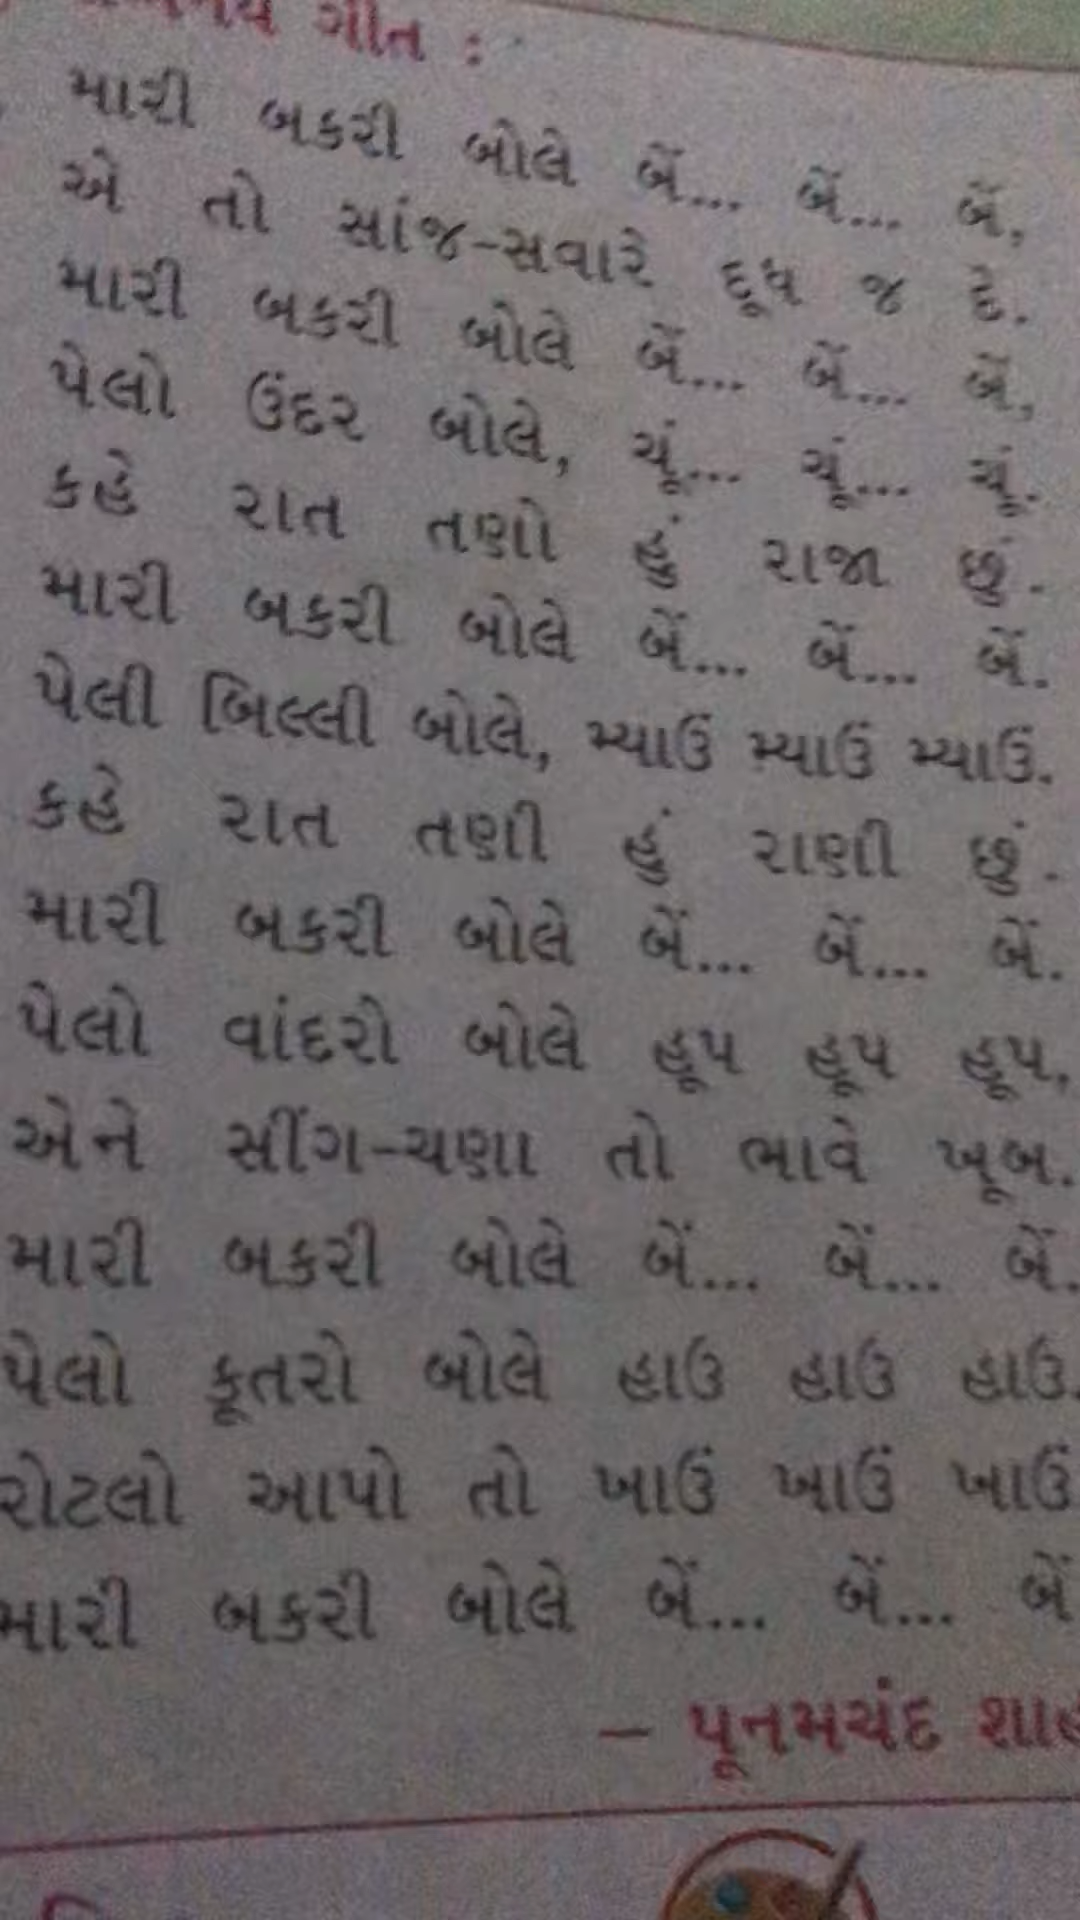 ગીત :
મારી બકરી બોલે બેં... બેં... બેં,
એ તો સાંજ-સવારે દૂધ જ દે.
મારી બકરી બોલે બેં... બેં... બેં,
પેલો ઉંદર બોલે, ચૂં... ચૂં... ચૂં.
કહે રાત તણો હું રાજા છું.
મારી બકરી બોલે બેં... બેં... બેં.
પેલી બિલ્લી બોલે, મ્યાઉં મ્યાઉં મ્યાઉં.
કહે રાત તણી હું રાણી છું.
મારી બકરી બોલે બેં... બેં... બેં.
પેલો વાંદરો બોલે હૂપ હૂપ હૂપ,
એને સીંગ-ચણા તો ભાવે ખૂબ.
મારી બકરી બોલે બેં... બેં... બેં.
પેલો કૂતરો બોલે હાઉ હાઉ હાઉ.
રોટલો આપો તો ખાઉં ખાઉં ખાઉં
મારી બકરી બોલે બેં... બેં... બેં
– પૂનમચંદ શાહ